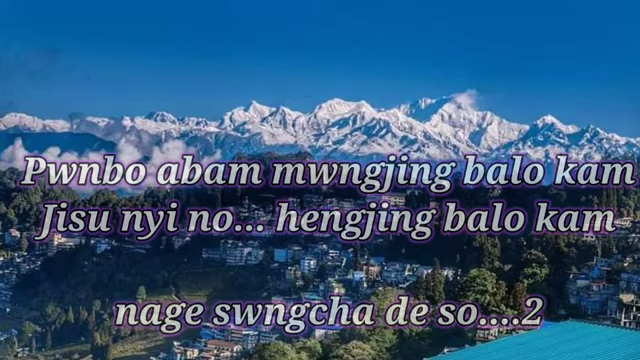 Pwnbo abam mwngjing balo kam
Jisu nyi no... hengjing balo kam
nage swngcha de so....2